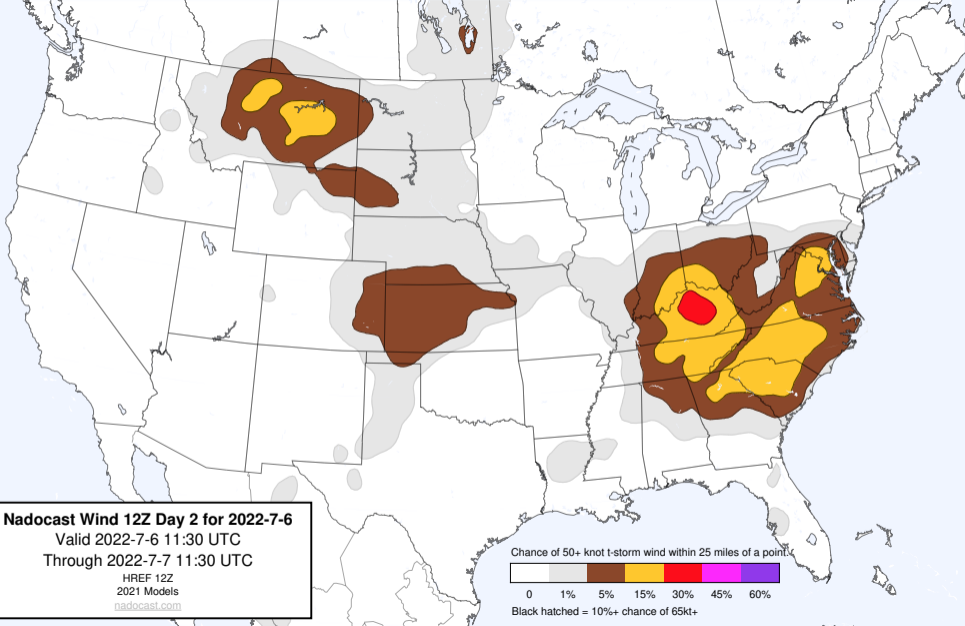 Nadocast Wind 12Z Day 2 for 2022-7-6
Valid 2022-7-6 11:30 UTC
Through 2022-7-7 11:30 UTC
HREF 12Z
2021 Models
nadocast.com
Chance of 50+ knot t-storm wind within 25 miles of a point.
0 1% 5% 15% 30% 45% 60%
Black hatched = 10%+ chance of 65kt+